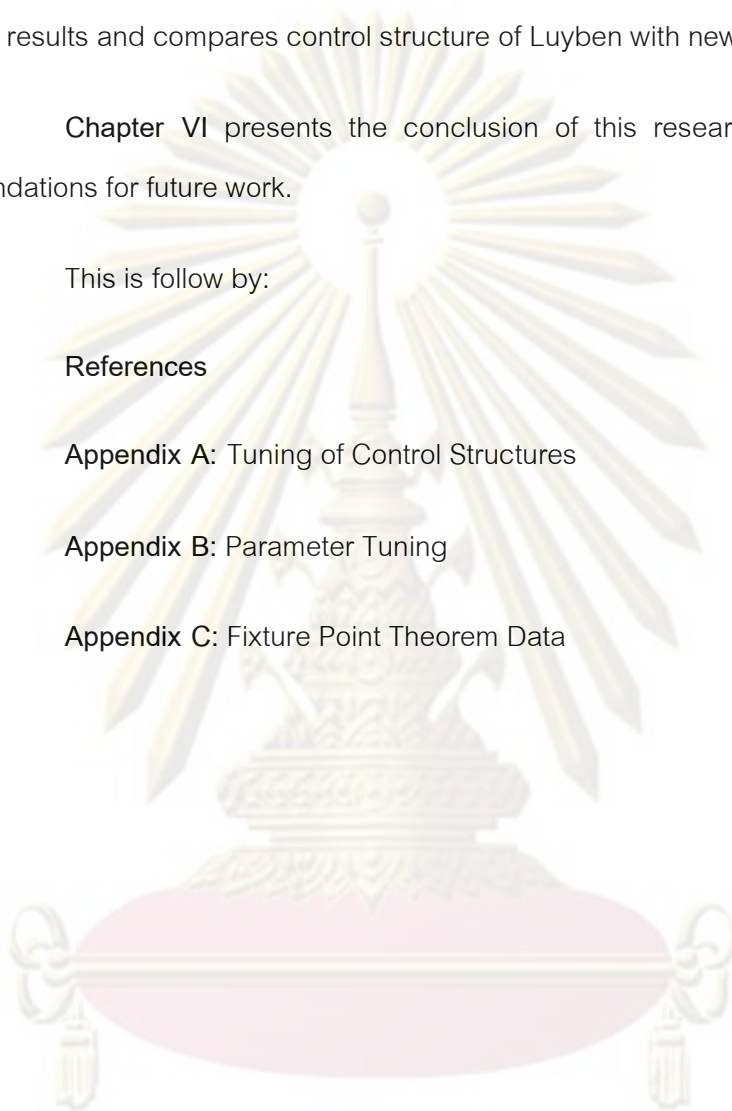 results and compares control structure of Luyben with new
Chapter VI presents the conclusion of this resear
ndations for future work.
This is follow by:
References
Appendix A: Tuning of Control Structures
Appendix B: Parameter Tuning
Appendix C: Fixture Point Theorem Data